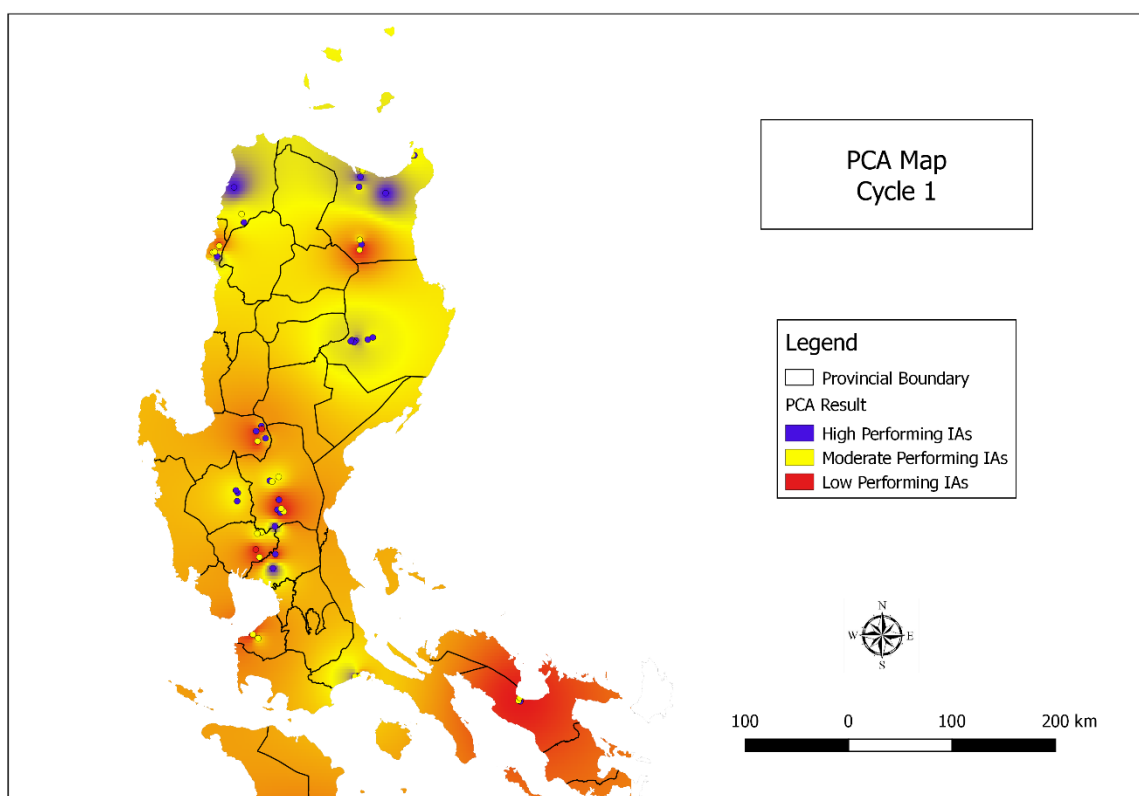 PCA Map
Cycle 1
Legend
Provincial Boundary
PCA Result
High Performing IAs
Moderate Performing IAs
Low Performing IAs
N
W E
S
100 0 100 200 km